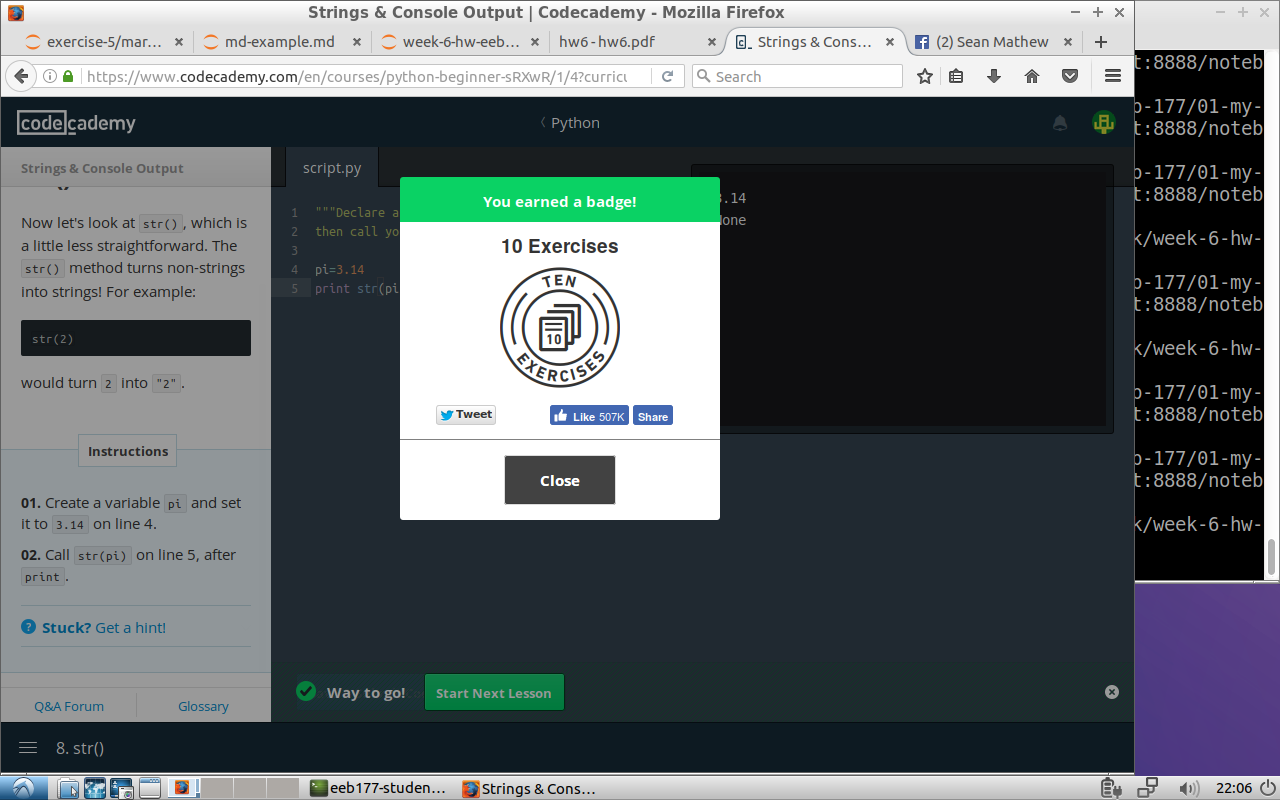 Strings & Console Output | Codecademy - Mozilla Firefox
exercise-5/mar...
md-example.md
week-6-hw-eeb...
hw6 - hw6.pdf
Strings & Cons...
(2) Sean Mathew
https://www.codecademy.com/en/courses/python-beginner-sRXwR/1/4?curricu
Search
codecademy
Python
Strings & Console Output
Now let's look at str(), which is
a little less straightforward. The
str() method turns non-strings
into strings! For example:
str(2)
would turn 2 into "2".
Instructions
01. Create a variable pi and set
it to 3.14 on line 4.
02. Call str(pi) on line 5, after
print.
? Stuck? Get a hint!
Q&A Forum
Glossary
script.py
1 """Declare a
2 then call yo
3
4 pi=3.14
5 print str(pi
3.14
None
You earned a badge!
10 Exercises
TEN
10
EXERCISES
Tweet
Like 507K
Share
Close
Way to go!
Start Next Lesson
8. str()
t:8888/noteb
p-177/01-my-
t:8888/noteb
p-177/01-my-
t:8888/noteb
k/week-6-hw-
p-177/01-my-
t:8888/noteb
k/week-6-hw-
p-177/01-my-
t:8888/noteb
p-177/01-my-
t:8888/noteb
k/week-6-hw-
eeb177-studen...
Strings & Cons...
22:06